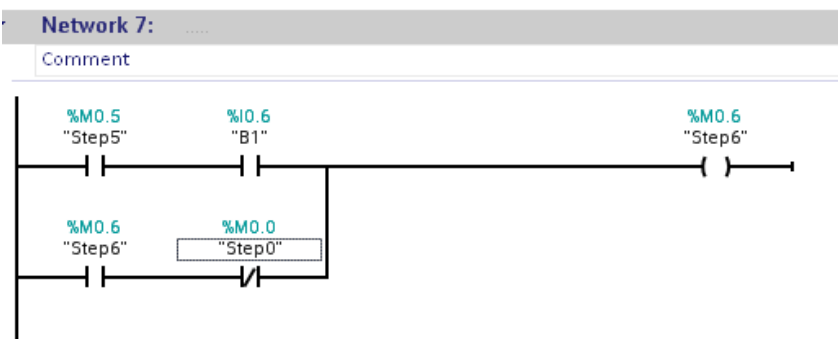 Network 7: .....
Comment
%M0.5 %I0.6 %M0.6
"Step5" "B1" "Step6"
%M0.6 %M0.0
"Step6" "Step0"